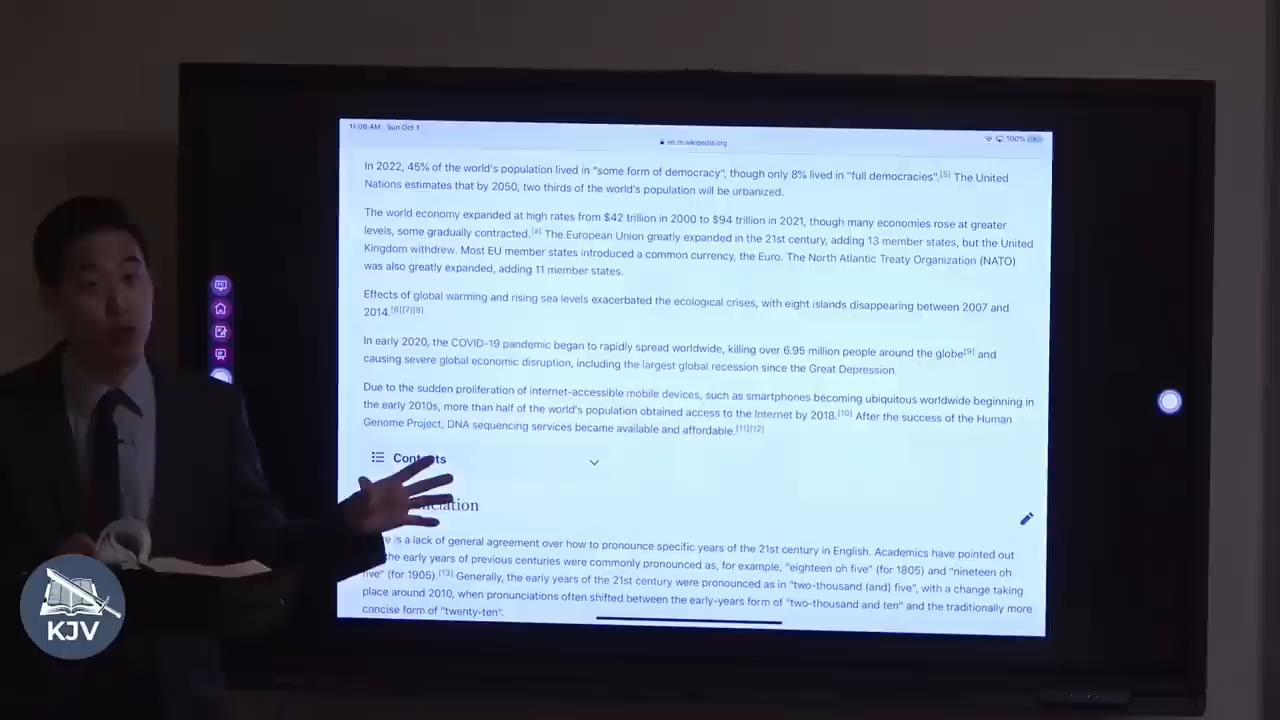 11:06 AM Sun Oct 1
en.m.wikipedia.org
100%
In 2022, 45% of the world's population lived in "some form of democracy", though only 8% lived in "full democracies".[5] The United
Nations estimates that by 2050, two thirds of the world's population will be urbanized.
The world economy expanded at high rates from $42 trillion in 2000 to $94 trillion in 2021, though many economies rose at greater
levels, some gradually contracted.[a] The European Union greatly expanded in the 21st century, adding 13 member states, but the United
Kingdom withdrew. Most EU member states introduced a common currency, the Euro. The North Atlantic Treaty Organization (NATO)
was also greatly expanded, adding 11 member states.
Effects of global warming and rising sea levels exacerbated the ecological crises, with eight islands disappearing between 2007 and
2014.[6][7][8]
In early 2020, the COVID-19 pandemic began to rapidly spread worldwide, killing over 6.95 million people around the globe[9] and
causing severe global economic disruption, including the largest global recession since the Great Depression.
Due to the sudden proliferation of internet-accessible mobile devices, such as smartphones becoming ubiquitous worldwide beginning in
the early 2010s, more than half of the world's population obtained access to the Internet by 2018.[10] After the success of the Human
Genome Project, DNA sequencing services became available and affordable.[11][12]
Contents
ciation
is a lack of general agreement over how to pronounce specific years of the 21st century in English. Academics have pointed out
the early years of previous centuries were commonly pronounced as, for example, "eighteen oh five" (for 1805) and "nineteen oh
five" (for 1905).[13] Generally, the early years of the 21st century were pronounced as in "two-thousand (and) five", with a change taking
place around 2010, when pronunciations often shifted between the early-years form of "two-thousand and ten" and the traditionally more
concise form of "twenty-ten".
KJV